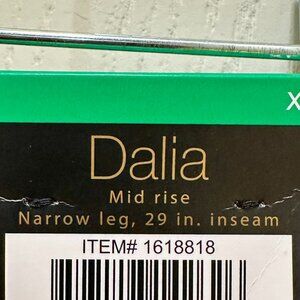 X
Dalia
Mid rise
Narrow leg, 29 in. inseam
ITEM# 1618818